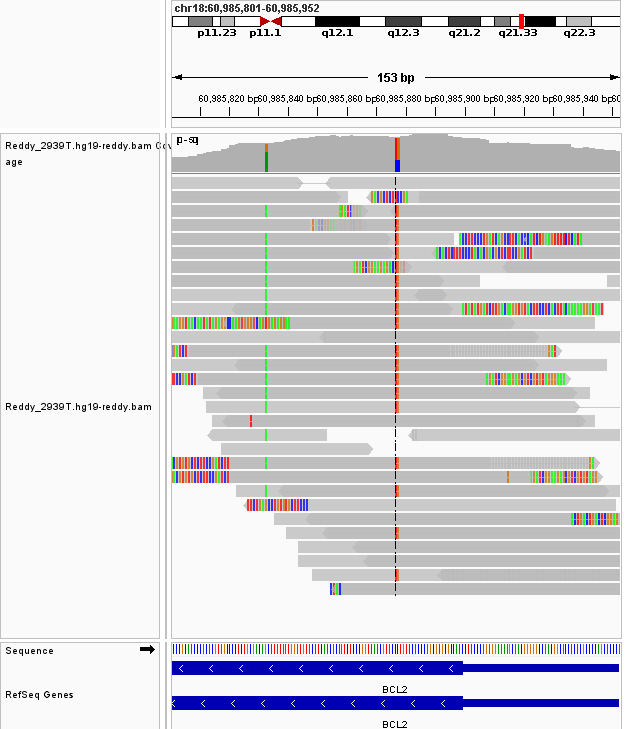 chr18:60,985,801-60,985,952
p11.23 p11.1 q12.1 q12.3 q21.2 q21.33 q22.3
153 bp
60,985,820 bp 60,985,840 bp 60,985,860 bp 60,985,880 bp 60,985,900 bp 60,985,920 bp 60,985,940 bp 60
Reddy_2939T.hg19-reddy.bam Cov
age
Reddy_2939T.hg19-reddy.bam
Sequence
BCL2
RefSeq Genes
BCL2